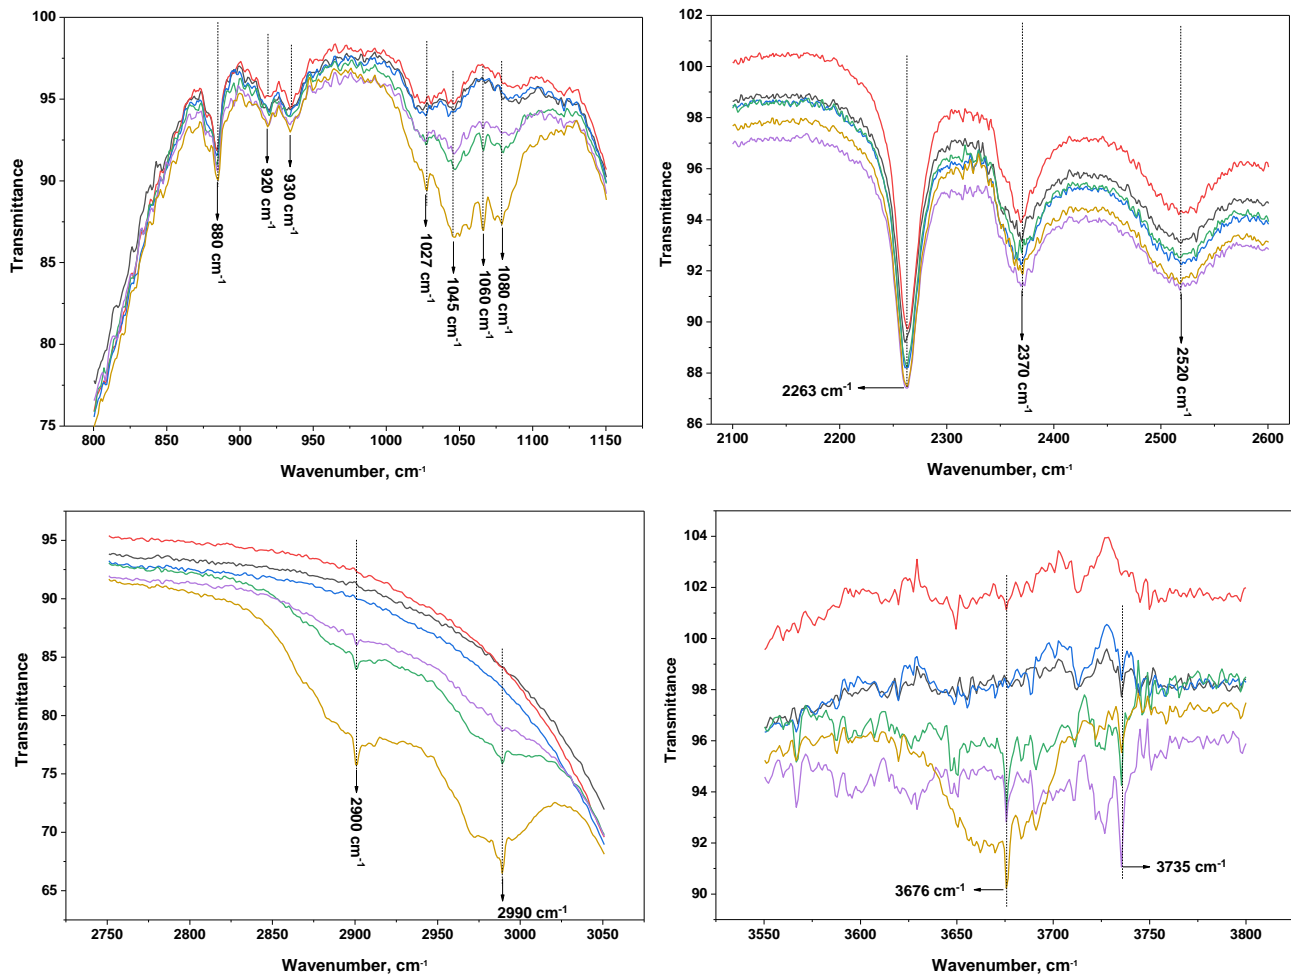 100
95
90
85
80
75
Transmittance
800 850 900 950 1000 1050 1100 1150
Wavenumber, cm-1
880 cm-1
920 cm-1
930 cm-1
1027 cm-1
1045 cm-1
1060 cm-1
1080 cm-1
102
100
98
96
94
92
90
88
86
Transmittance
2100 2200 2300 2400 2500 2600
Wavenumber, cm-1
2263 cm-1
2370 cm-1
2520 cm-1
95
90
85
80
75
70
65
Transmittance
2750 2800 2850 2900 2950 3000 3050
Wavenumber, cm-1
2900 cm-1
2990 cm-1
104
102
100
98
96
94
92
90
Transmittance
3550 3600 3650 3700 3750 3800
Wavenumber, cm-1
3676 cm-1
3735 cm-1